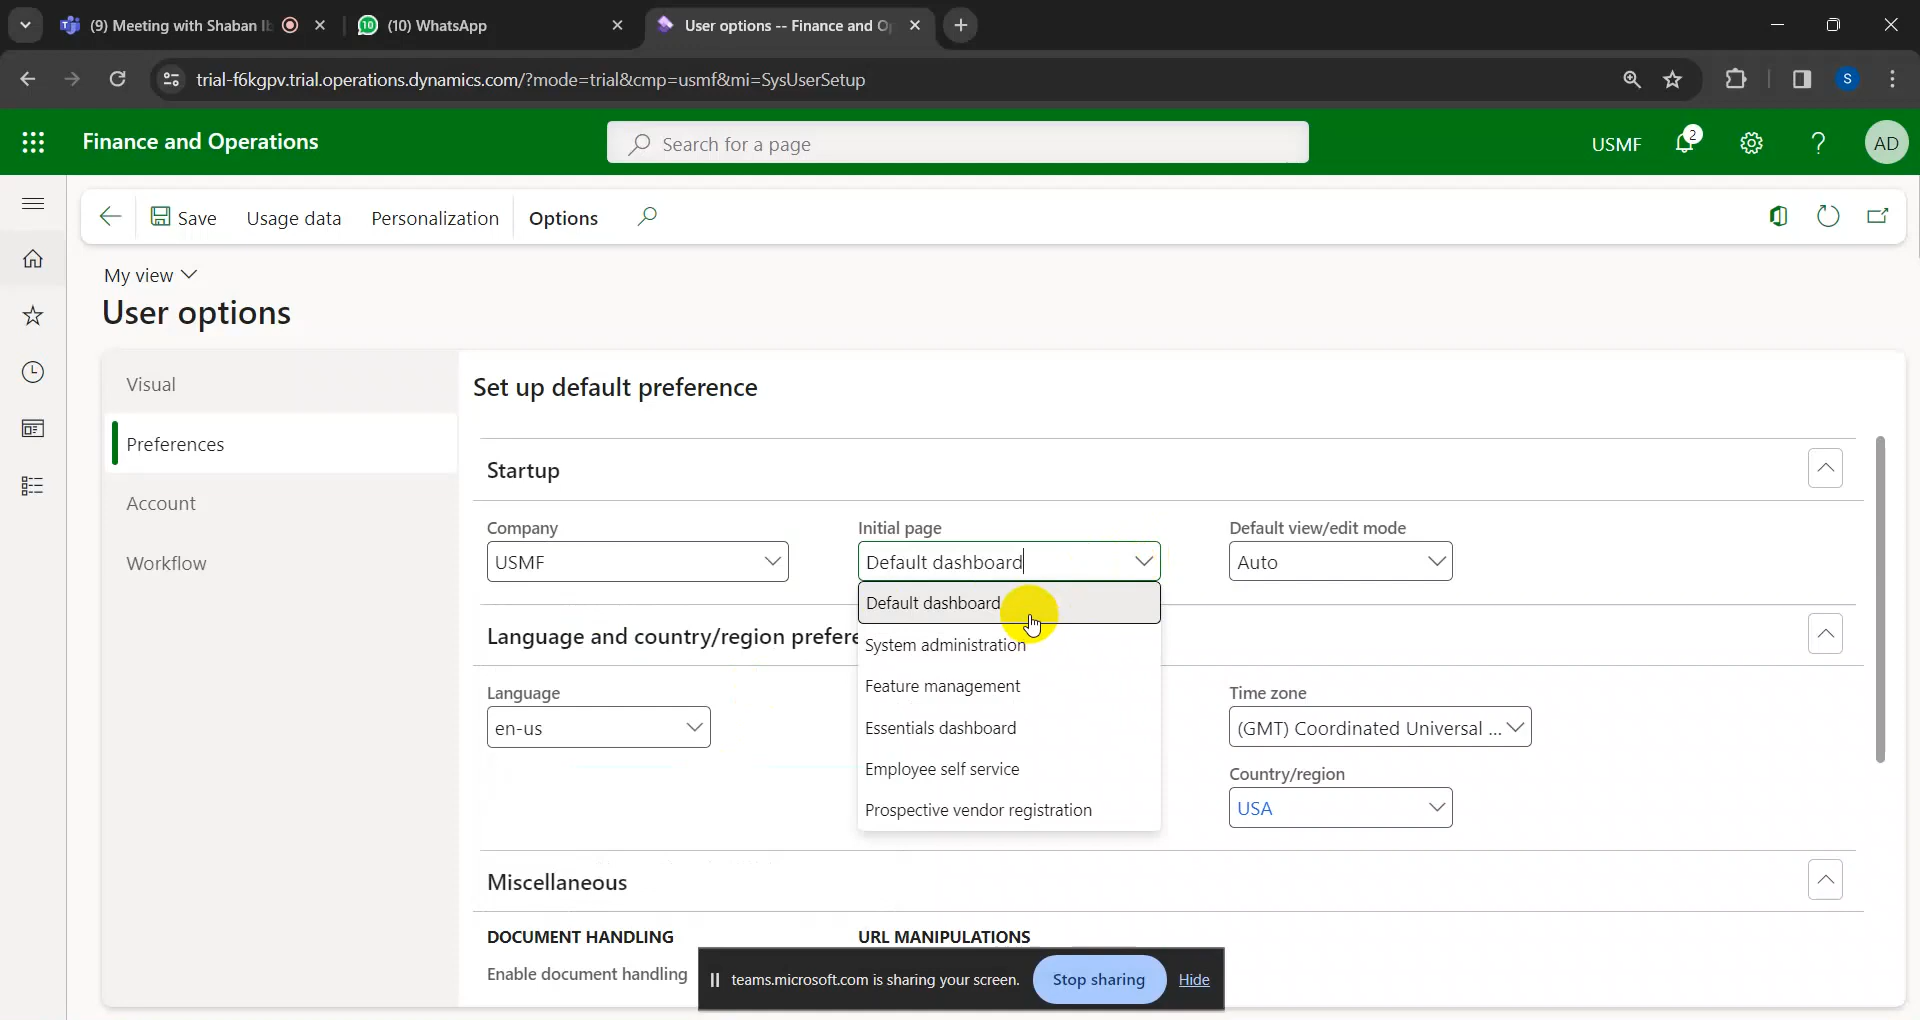 (9) Meeting with Shaban Ib
(10) WhatsApp
User options -- Finance and Op
trial-f6kgpv.trial.operations.dynamics.com/?mode=trial&cmp=usmf&mi=SysUserSetup
S
Finance and Operations
Search for a page
USMF
2
?
AD
Save
Usage data
Personalization
Options
My view
User options
Visual
Preferences
Account
Workflow
Set up default preference
Startup
Company
Initial page
Default view/edit mode
USMF
Default dashboard
Auto
Default dashboard
System administration
Feature management
Essentials dashboard
Employee self service
Prospective vendor registration
Language and country/region prefere
Language
Time zone
en-us
(GMT) Coordinated Universal ...
Country/region
USA
Miscellaneous
DOCUMENT HANDLING
URL MANIPULATIONS
Enable document handling
teams.microsoft.com is sharing your screen.
Stop sharing
Hide